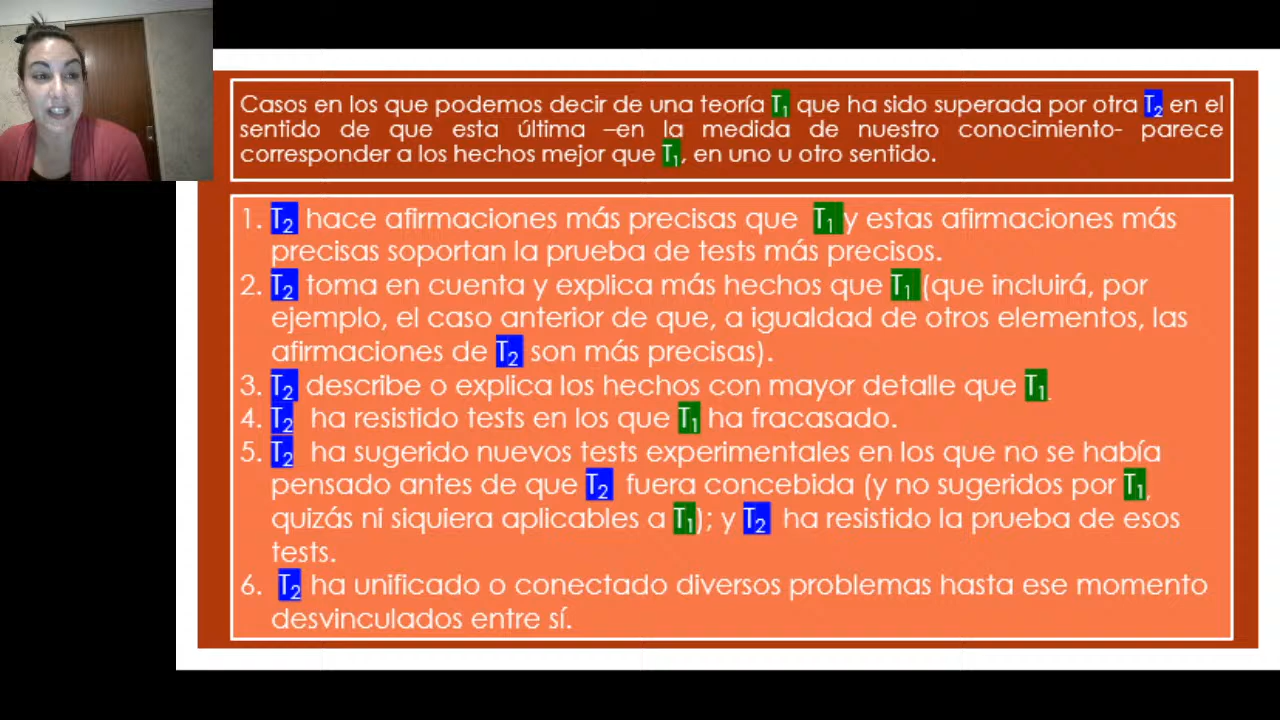 Casos en los que podemos decir de una teoría T₁ que ha sido superada por otra T₂ en el
sentido de que esta última –en la medida de nuestro conocimiento- parece
corresponder a los hechos mejor que T₁, en uno u otro sentido.
1. T₂ hace afirmaciones más precisas que T₁ y estas afirmaciones más
precisas soportan la prueba de tests más precisos.
2. T₂ toma en cuenta y explica más hechos que T₁ (que incluirá, por
ejemplo, el caso anterior de que, a igualdad de otros elementos, las
afirmaciones de T₂ son más precisas).
3. T₂ describe o explica los hechos con mayor detalle que T₁.
4. T₂ ha resistido tests en los que T₁ ha fracasado.
5. T₂ ha sugerido nuevos tests experimentales en los que no se había
pensado antes de que T₂ fuera concebida (y no sugeridos por T₁,
quizás ni siquiera aplicables a T₁); y T₂ ha resistido la prueba de esos
tests.
6. T₂ ha unificado o conectado diversos problemas hasta ese momento
desvinculados entre sí.